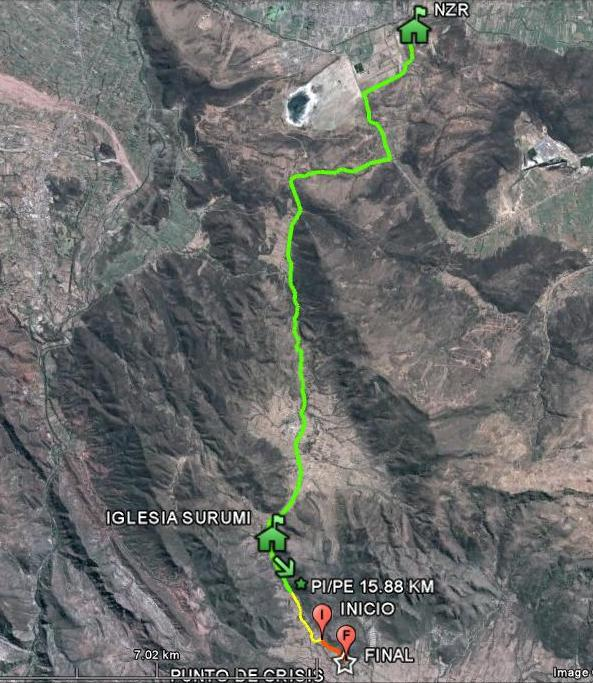 NZR
IGLESIA SURUMI
PI/PE 15.88 KM
I
INICIO
F
FINAL
7.02 km
PUNTO DE CRISIS
Image